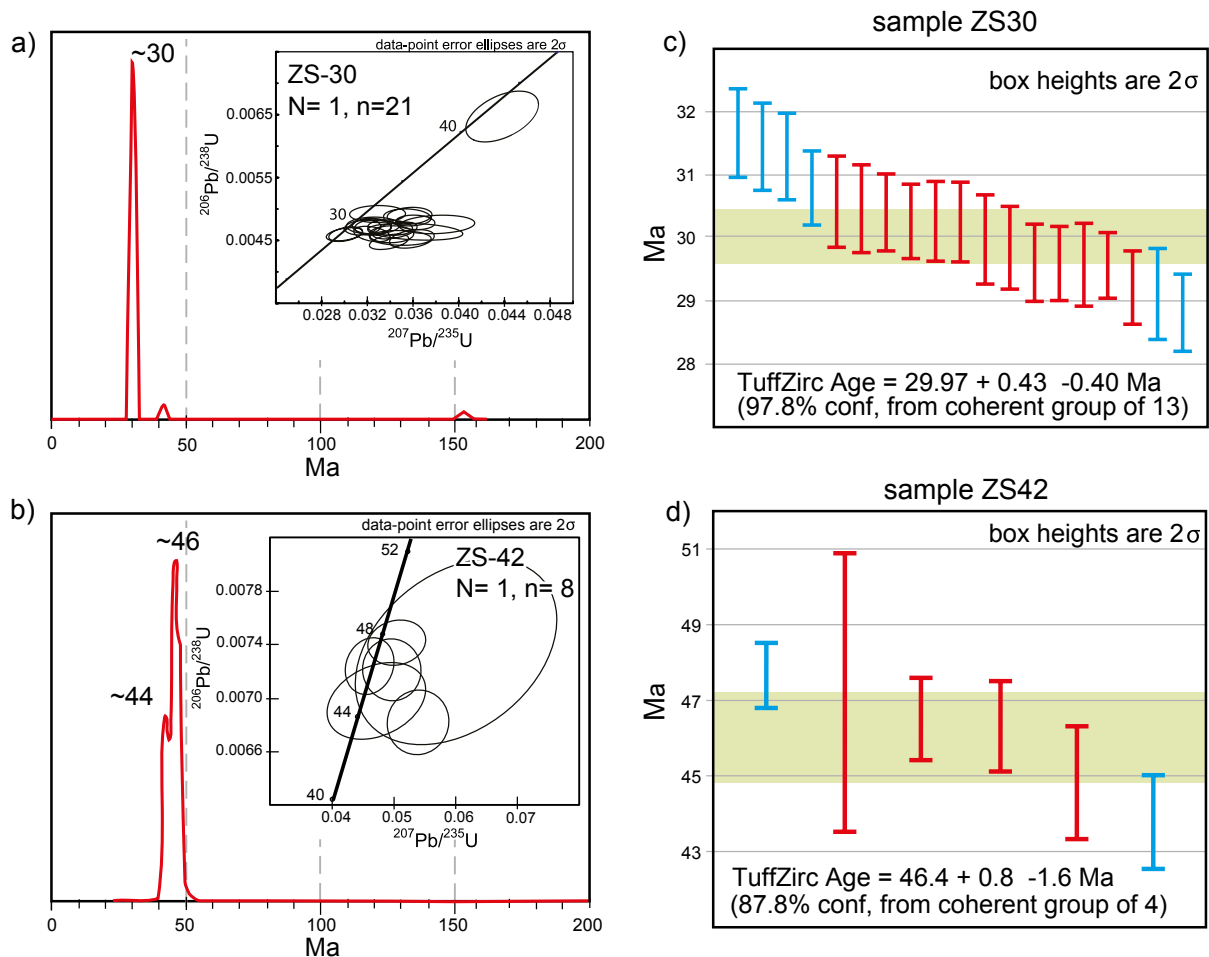 a)
~30
data-point error ellipses are 2σ
ZS-30
N= 1, n=21
0.0065
0.0055
0.0045
206Pb/238U
40
30
0.028 0.032 0.036 0.040 0.044 0.048
207Pb/235U
0 50 100 150 200
Ma
b)
~46
~44
data-point error ellipses are 2σ
ZS-42
N= 1, n= 8
0.0078
0.0074
0.0070
0.0066
206Pb/238U
52
48
44
40
0.04 0.05 0.06 0.07
207Pb/235U
0 50 100 150 200
Ma
sample ZS30
c)
box heights are 2σ
32
31
30
29
28
Ma
TuffZirc Age = 29.97 + 0.43 -0.40 Ma
(97.8% conf, from coherent group of 13)
sample ZS42
d)
box heights are 2σ
51
49
47
45
43
Ma
TuffZirc Age = 46.4 + 0.8 -1.6 Ma
(87.8% conf, from coherent group of 4)